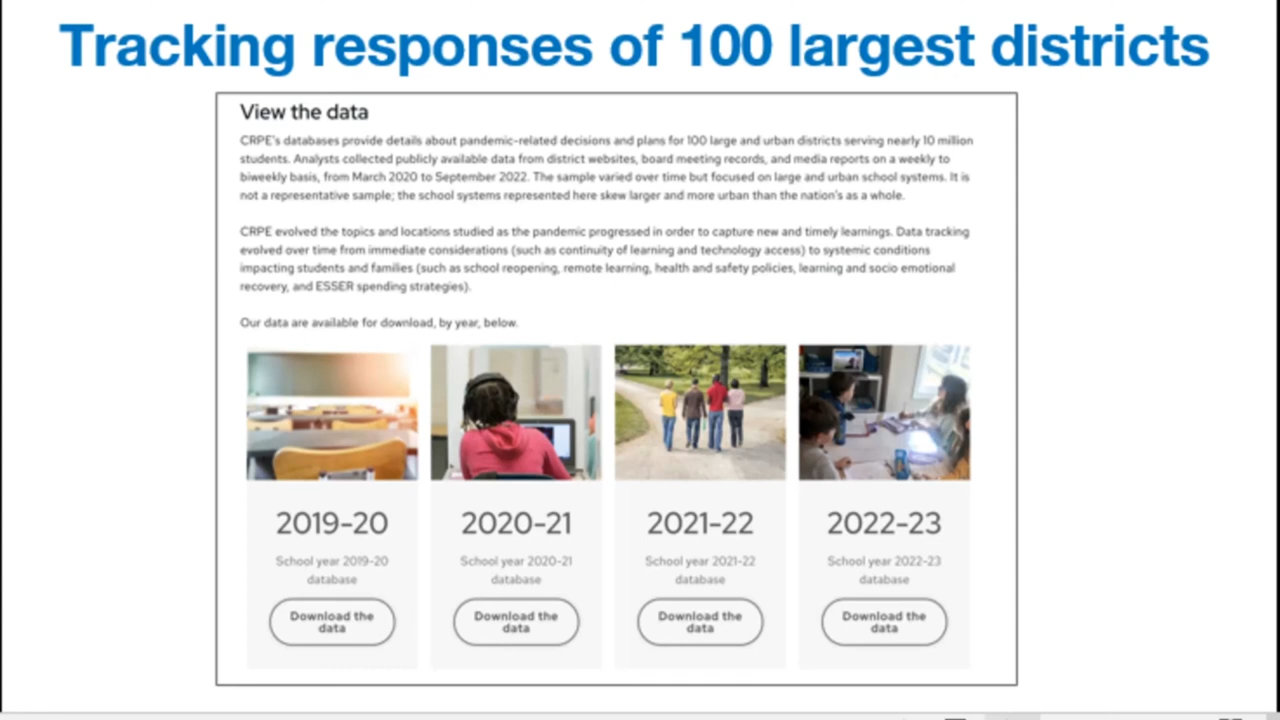 Tracking responses of 100 largest districts
View the data
CRPE's databases provide details about pandemic-related decisions and plans for 100 large and urban districts serving nearly 10 million
students. Analysts collected publicly available data from district websites, board meeting records, and media reports on a weekly to
biweekly basis, from March 2020 to September 2022. The sample varied over time but focused on large and urban school systems. It is
not a representative sample; the school systems represented here skew larger and more urban than the nation's as a whole.
CRPE evolved the topics and locations studied as the pandemic progressed in order to capture new and timely learnings. Data tracking
evolved over time from immediate considerations (such as continuity of learning and technology access) to systemic conditions
impacting students and families (such as school reopening, remote learning, health and safety policies, learning and socio emotional
recovery, and ESSER spending strategies).
Our data are available for download, by year, below.
2019-20
School year 2019-20
database
Download the
data
2020-21
School year 2020-21
database
Download the
data
2021-22
School year 2021-22
database
Download the
data
2022-23
School year 2022-23
database
Download the
data